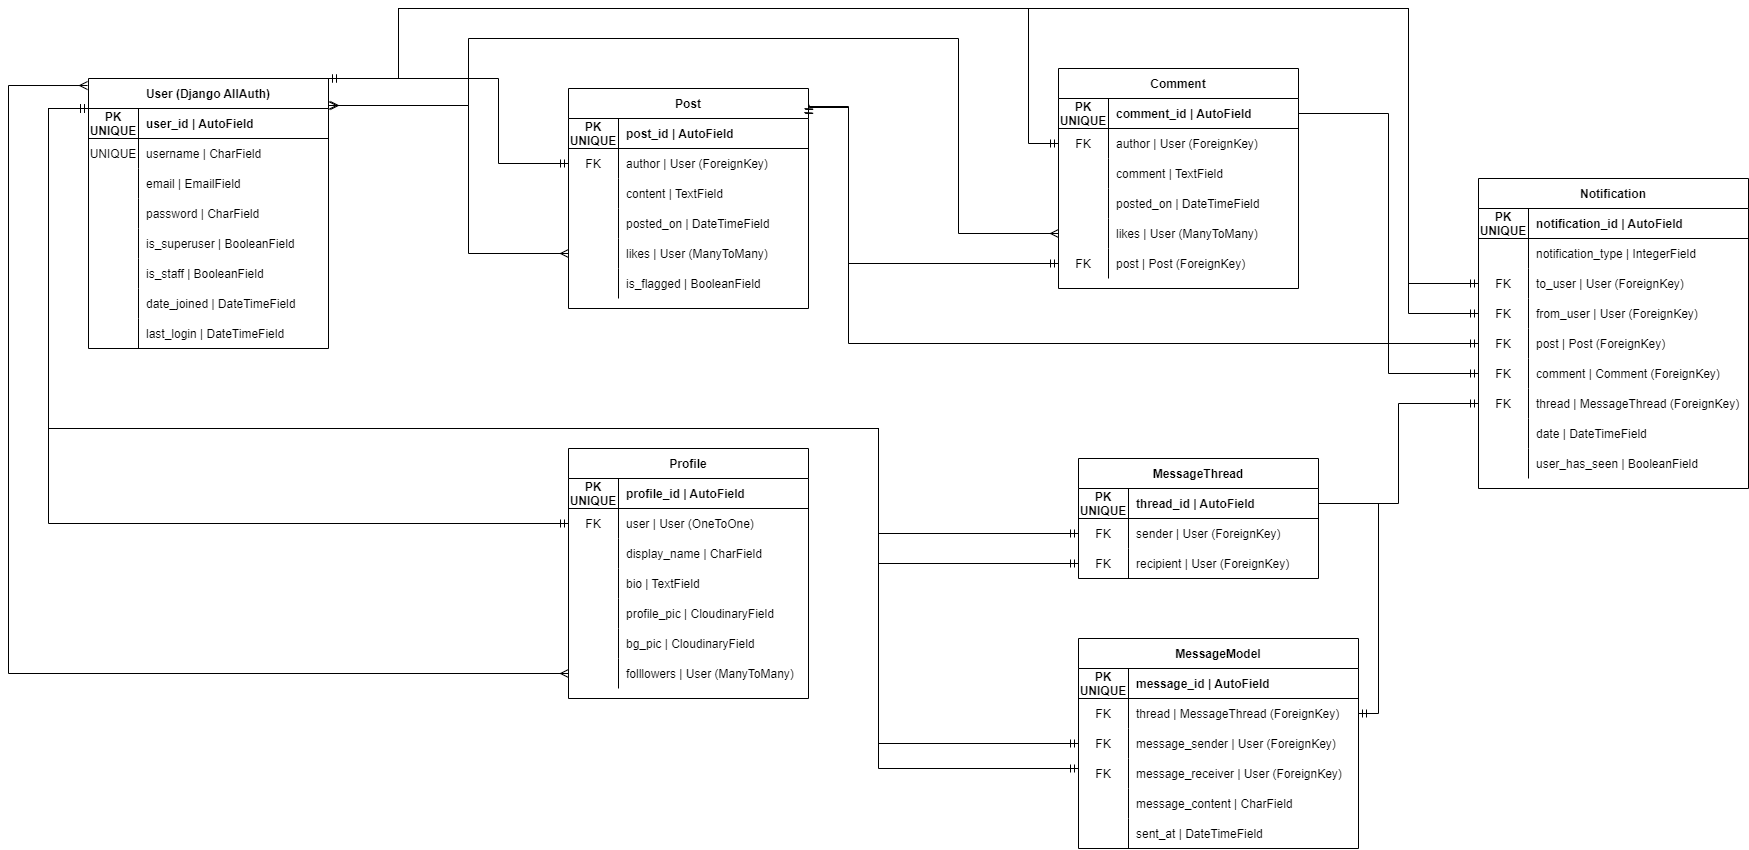 User (Django AllAuth)
PK
UNIQUE
user_id | AutoField
UNIQUE
username | CharField
email | EmailField
password | CharField
is_superuser | BooleanField
is_staff | BooleanField
date_joined | DateTimeField
last_login | DateTimeField
Post
PK
UNIQUE
post_id | AutoField
FK
author | User (ForeignKey)
content | TextField
posted_on | DateTimeField
likes | User (ManyToMany)
is_flagged | BooleanField
Comment
PK
UNIQUE
comment_id | AutoField
FK
author | User (ForeignKey)
comment | TextField
posted_on | DateTimeField
likes | User (ManyToMany)
FK
post | Post (ForeignKey)
Notification
PK
UNIQUE
notification_id | AutoField
notification_type | IntegerField
FK
to_user | User (ForeignKey)
FK
from_user | User (ForeignKey)
FK
post | Post (ForeignKey)
FK
comment | Comment (ForeignKey)
FK
thread | MessageThread (ForeignKey)
date | DateTimeField
user_has_seen | BooleanField
Profile
PK
UNIQUE
profile_id | AutoField
FK
user | User (OneToOne)
display_name | CharField
bio | TextField
profile_pic | CloudinaryField
bg_pic | CloudinaryField
folllowers | User (ManyToMany)
MessageThread
PK
UNIQUE
thread_id | AutoField
FK
sender | User (ForeignKey)
FK
recipient | User (ForeignKey)
MessageModel
PK
UNIQUE
message_id | AutoField
FK
thread | MessageThread (ForeignKey)
FK
message_sender | User (ForeignKey)
FK
message_receiver | User (ForeignKey)
message_content | CharField
sent_at | DateTimeField